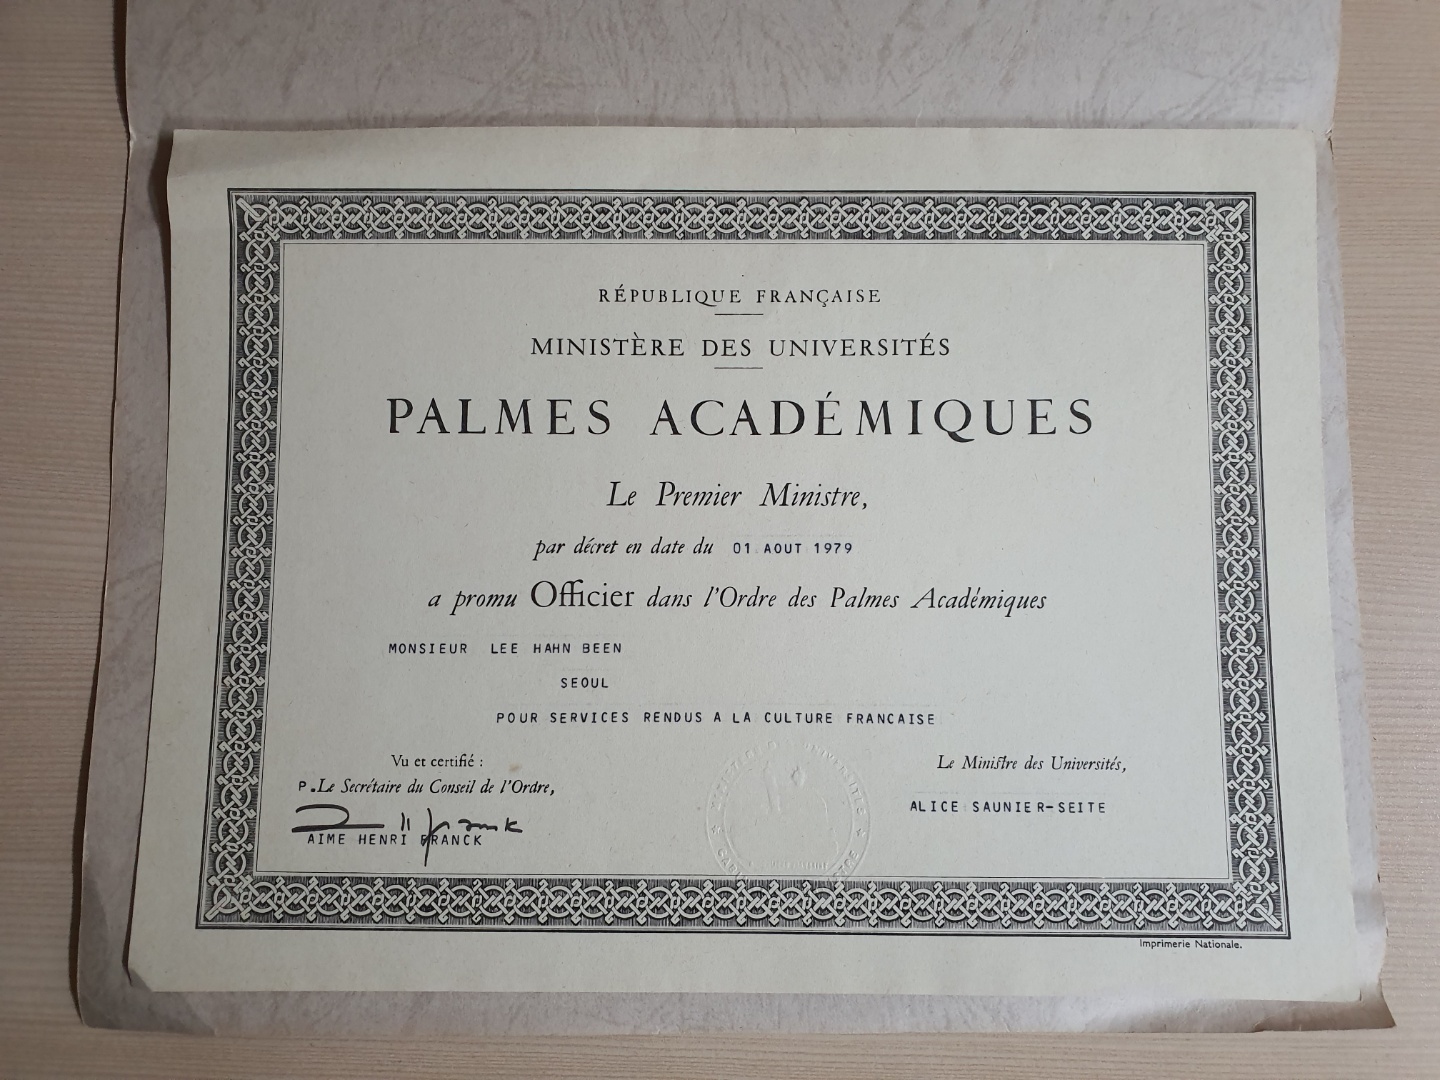 RÉPUBLIQUE FRANÇAISE
MINISTÈRE DES UNIVERSITÉS
PALMES ACADÉMIQUES
Le Premier Ministre,
par décret en date du 01 AOUT 1979
a promu Officier dans l'Ordre des Palmes Académiques
MONSIEUR LEE HAHN BEEN
SEOUL
POUR SERVICES RENDUS A LA CULTURE FRANCAISE
Vu et certifié :
P.Le Secrétaire du Conseil de l'Ordre,
AIME HENRI FRANCK
Le Ministre des Universités,
ALICE SAUNIER-SEITE
Imprimerie Nationale.